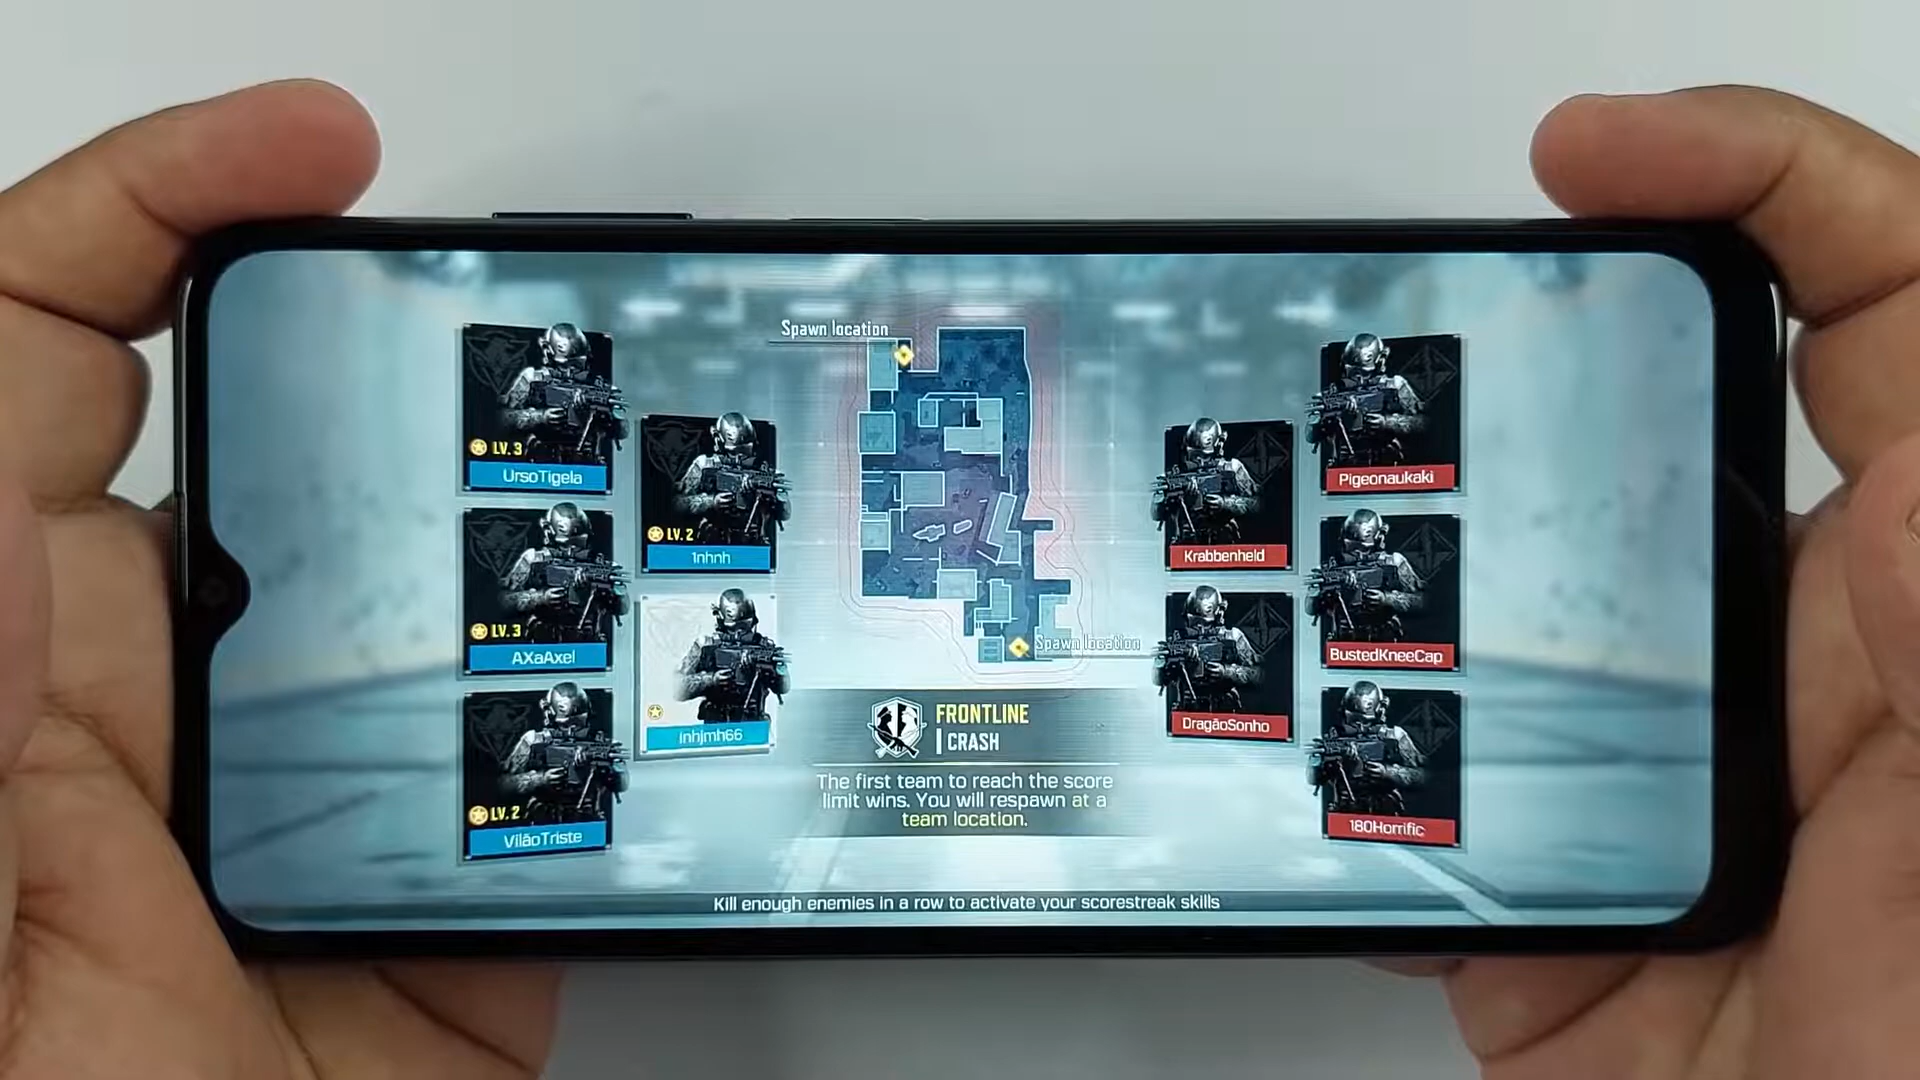 Spawn location
LV. 3
UrsoTigela
LV. 2
1nhnh
LV. 3
AXaAxel
inhjmh66
LV. 2
VilãoTriste
Spawn location
FRONTLINE
CRASH
The first team to reach the score
limit wins. You will respawn at a
team location.
Krabbenheld
Pigeonaukaki
BustedKneeCap
DragãoSonho
180Horrific
Kill enough enemies in a row to activate your scorestreak skills